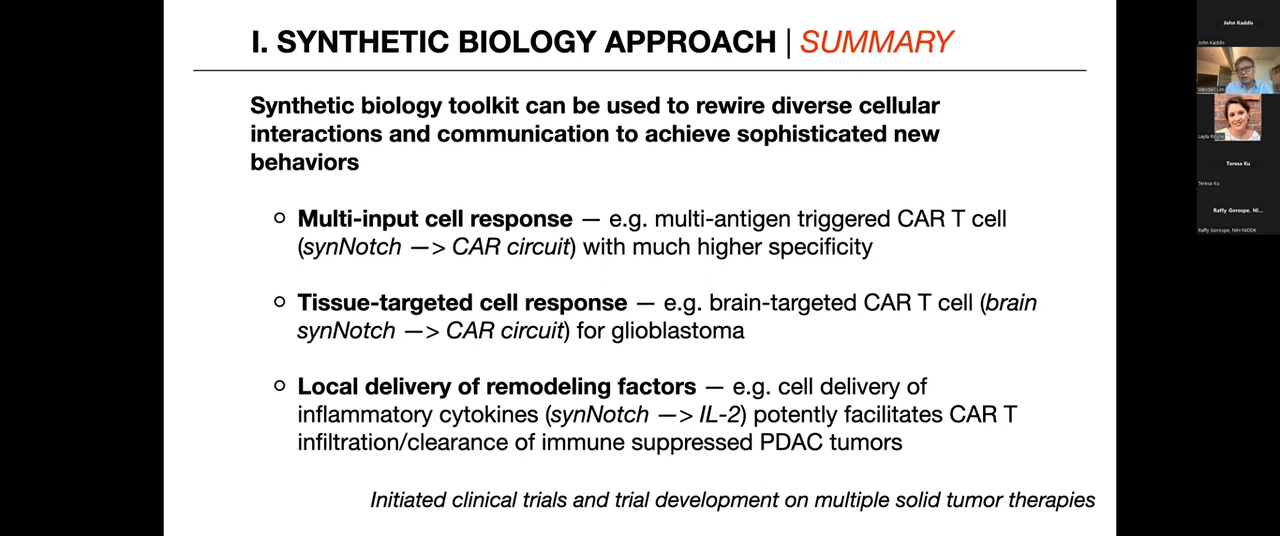 I. SYNTHETIC BIOLOGY APPROACH | SUMMARY
Synthetic biology toolkit can be used to rewire diverse cellular
interactions and communication to achieve sophisticated new
behaviors
Multi-input cell response — e.g. multi-antigen triggered CAR T cell
(synNotch —> CAR circuit) with much higher specificity
Tissue-targeted cell response — e.g. brain-targeted CAR T cell (brain
synNotch —> CAR circuit) for glioblastoma
Local delivery of remodeling factors — e.g. cell delivery of
inflammatory cytokines (synNotch —> IL-2) potently facilitates CAR T
infiltration/clearance of immune suppressed PDAC tumors
Initiated clinical trials and trial development on multiple solid tumor therapies
John Kaddis
John Kaddis
Wendell Lim
Layla
Teresa Ku
Teresa Ku
Raffy Gorospe, NI...
Raffy Gorospe, NIH-NIDDK